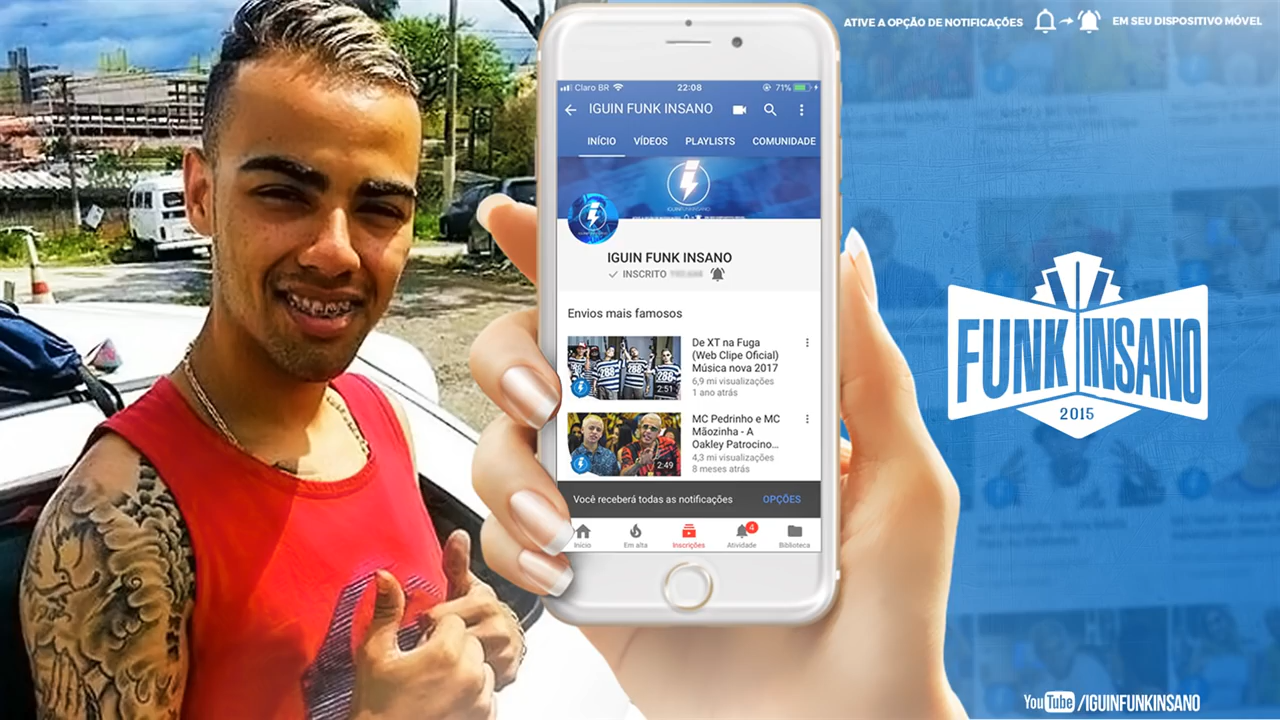 ATIVE A OPÇÃO DE NOTIFICAÇÕES EM SEU DISPOSITIVO MÓVEL
Claro BR 22:08 71%
IGUIN FUNK INSANO
INÍCIO VÍDEOS PLAYLISTS COMUNIDADE
IGUIN FUNK INSANO
INSCRITO
Envios mais famosos
De XT na Fuga
(Web Clipe Oficial)
Música nova 2017
6,9 mi visualizações
1 ano atrás
2:51
MC Pedrinho e MC
Mãozinha - A
Oakley Patrocino...
4,3 mi visualizações
8 meses atrás
2:49
Você receberá todas as notificações OPÇÕES
4
Início Em alta Inscrições Atividade Biblioteca
FUNK INSANO
2015
YouTube /IGUINFUNKINSANO